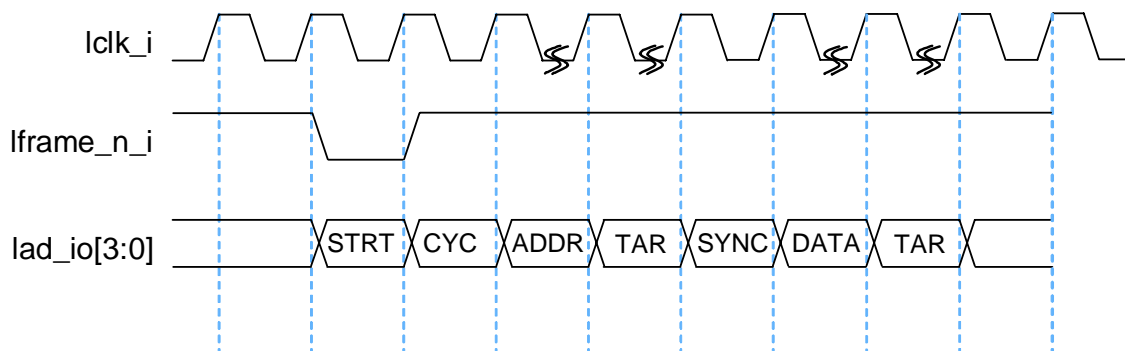 lclk_i
lframe_n_i
lad_io[3:0]
STRT CYC ADDR TAR SYNC DATA TAR